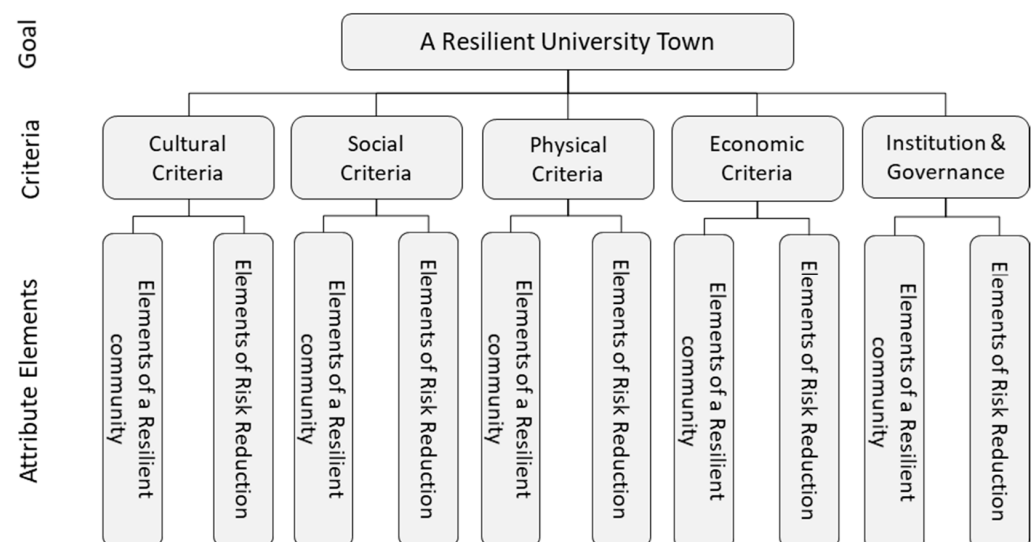 Goal
A Resilient University Town
Criteria
Cultural
Criteria
Social
Criteria
Physical
Criteria
Economic
Criteria
Institution &
Governance
Attribute Elements
Elements of a Resilient
community
Elements of Risk Reduction
Elements of a Resilient
community
Elements of Risk Reduction
Elements of a Resilient
community
Elements of Risk Reduction
Elements of a Resilient
community
Elements of Risk Reduction
Elements of a Resilient
community
Elements of Risk Reduction